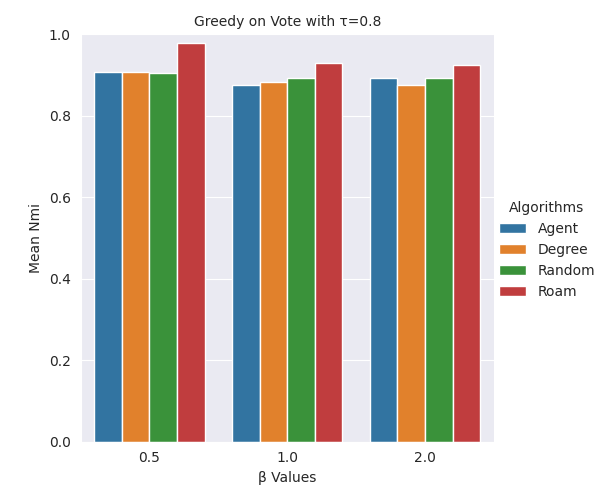 Greedy on Vote with τ=0.8
1.0
0.8
0.6
0.4
0.2
0.0
Mean Nmi
0.5
1.0
2.0
β Values
Algorithms
Agent
Degree
Random
Roam